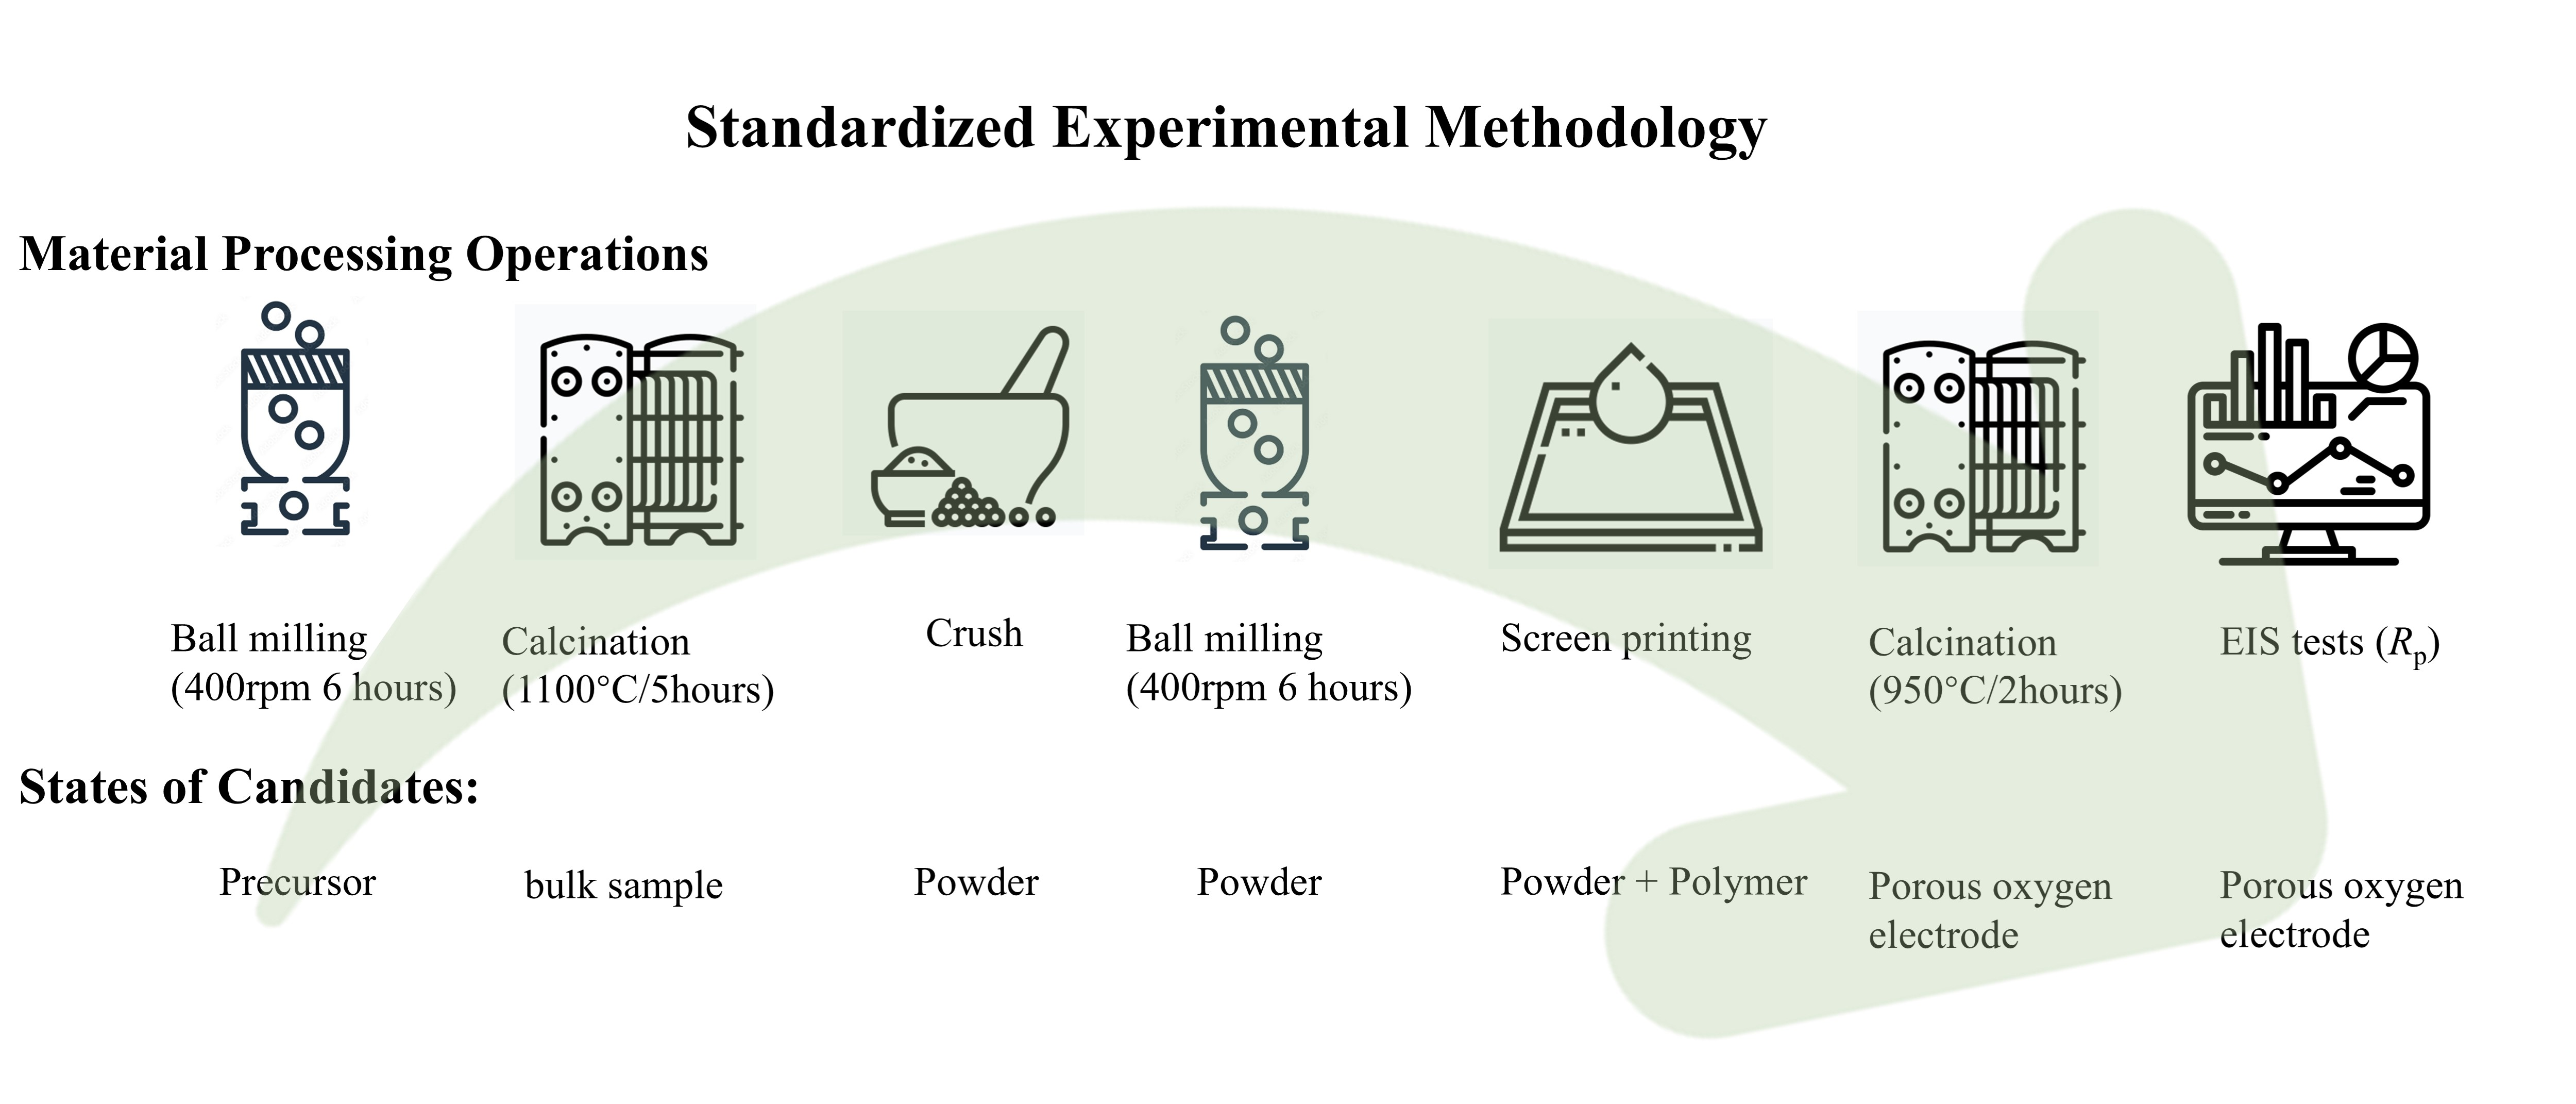 Standardized Experimental Methodology
Material Processing Operations
Ball milling
(400rpm 6 hours)
Calcination
(1100°C/5hours)
Crush
Ball milling
(400rpm 6 hours)
Screen printing
Calcination
(950°C/2hours)
EIS tests (Rp)
States of Candidates:
Precursor
bulk sample
Powder
Powder
Powder + Polymer
Porous oxygen
electrode
Porous oxygen
electrode